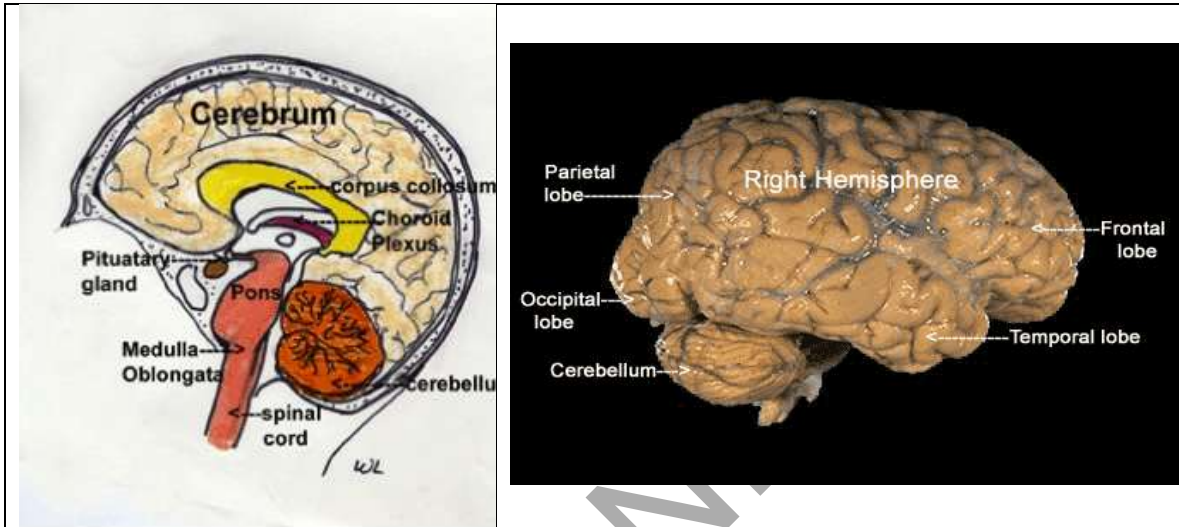 Cerebrum
corpus collosum
Choroid
Plexus
Pituatary
gland
Pons
Medulla
Oblongata
cerebellu
spinal
cord
WL
Right Hemisphere
Parietal
lobe
Frontal
lobe
Occipital
lobe
Temporal lobe
Cerebellum